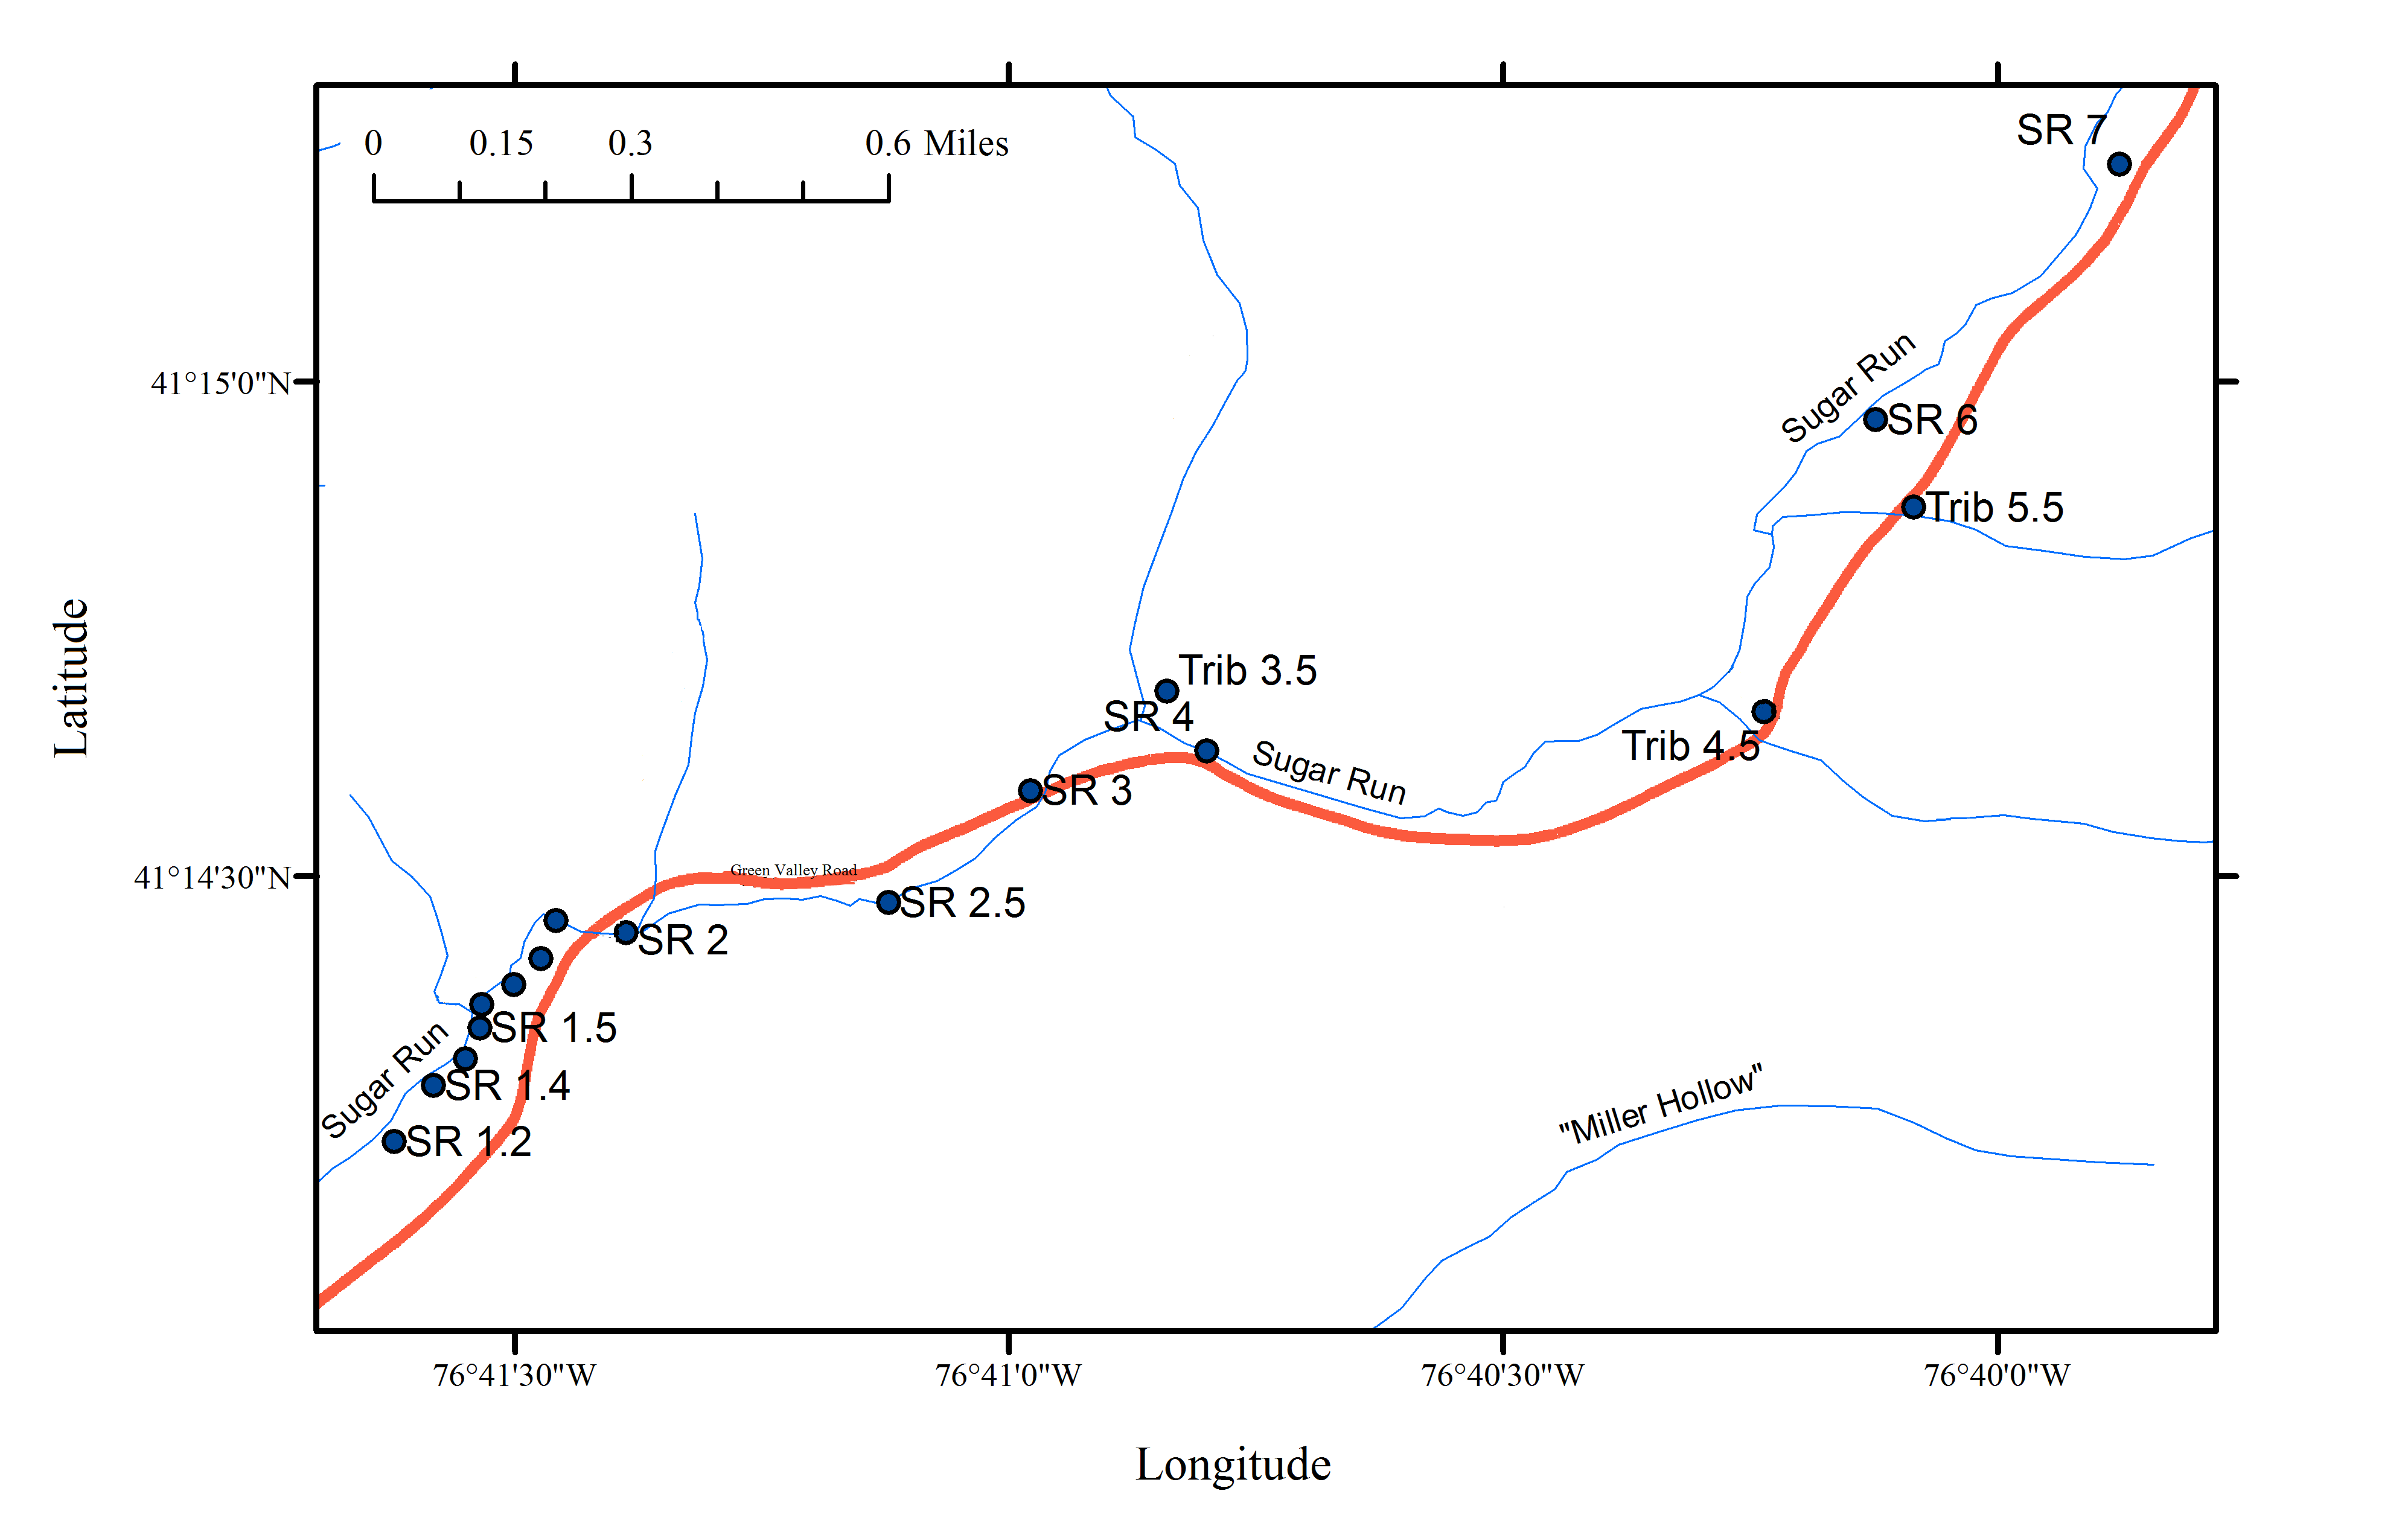 0 0.15 0.3 0.6 Miles
SR 7
Sugar Run
41°15'0"N
SR 6
Trib 5.5
Latitude
Trib 3.5
SR 4
Trib 4.5
Sugar Run
SR 3
Green Valley Road
41°14'30"N
SR 2.5
SR 2
SR 1.5
Sugar Run
SR 1.4
SR 1.2
"Miller Hollow"
76°41'30"W 76°41'0"W 76°40'30"W 76°40'0"W
Longitude